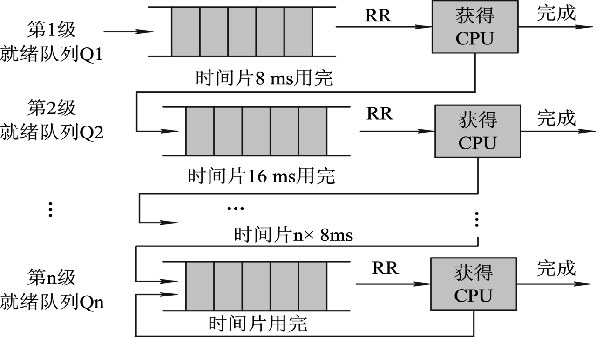 第1级
就绪队列Q1
RR
获得
CPU
完成
时间片8 ms用完
第2级
就绪队列Q2
RR
获得
CPU
完成
时间片16 ms用完
⋮
…
⋮
时间片n× 8ms
第n级
就绪队列Qn
RR
获得
CPU
完成
时间片用完